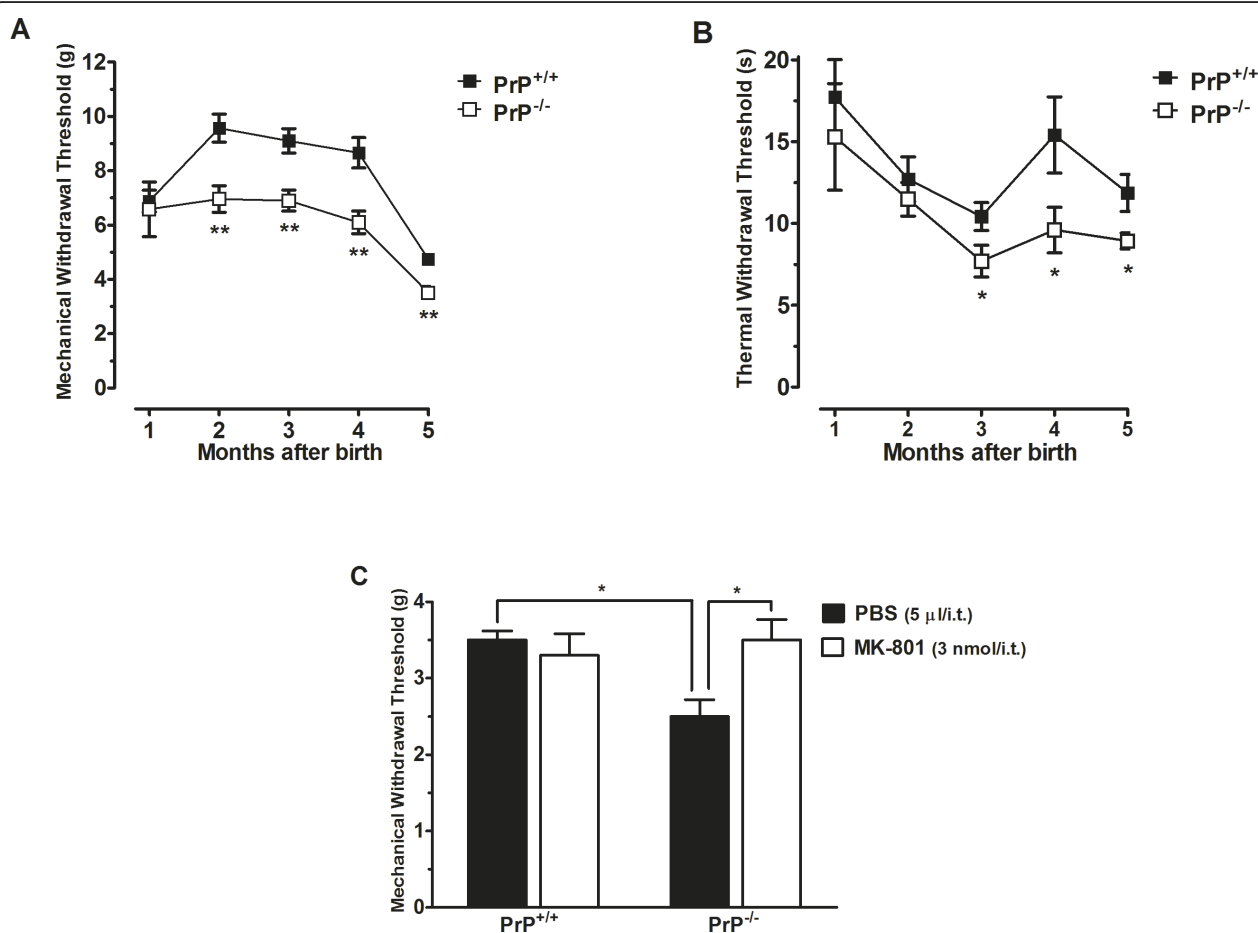 A
Mechanical Withdrawal Threshold (g)
12
10
8
6
4
2
0
PrP+/+
PrP-/-
**
**
**
**
1 2 3 4 5
Months after birth
B
Thermal Withdrawal Threshold (s)
20
15
10
5
0
PrP+/+
PrP-/-
*
*
*
1 2 3 4 5
Months after birth
C
Mechanical Withdrawal Threshold (g)
4
3
2
1
0
*
*
PBS (5 μl/i.t.)
MK-801 (3 nmol/i.t.)
PrP+/+ PrP-/-